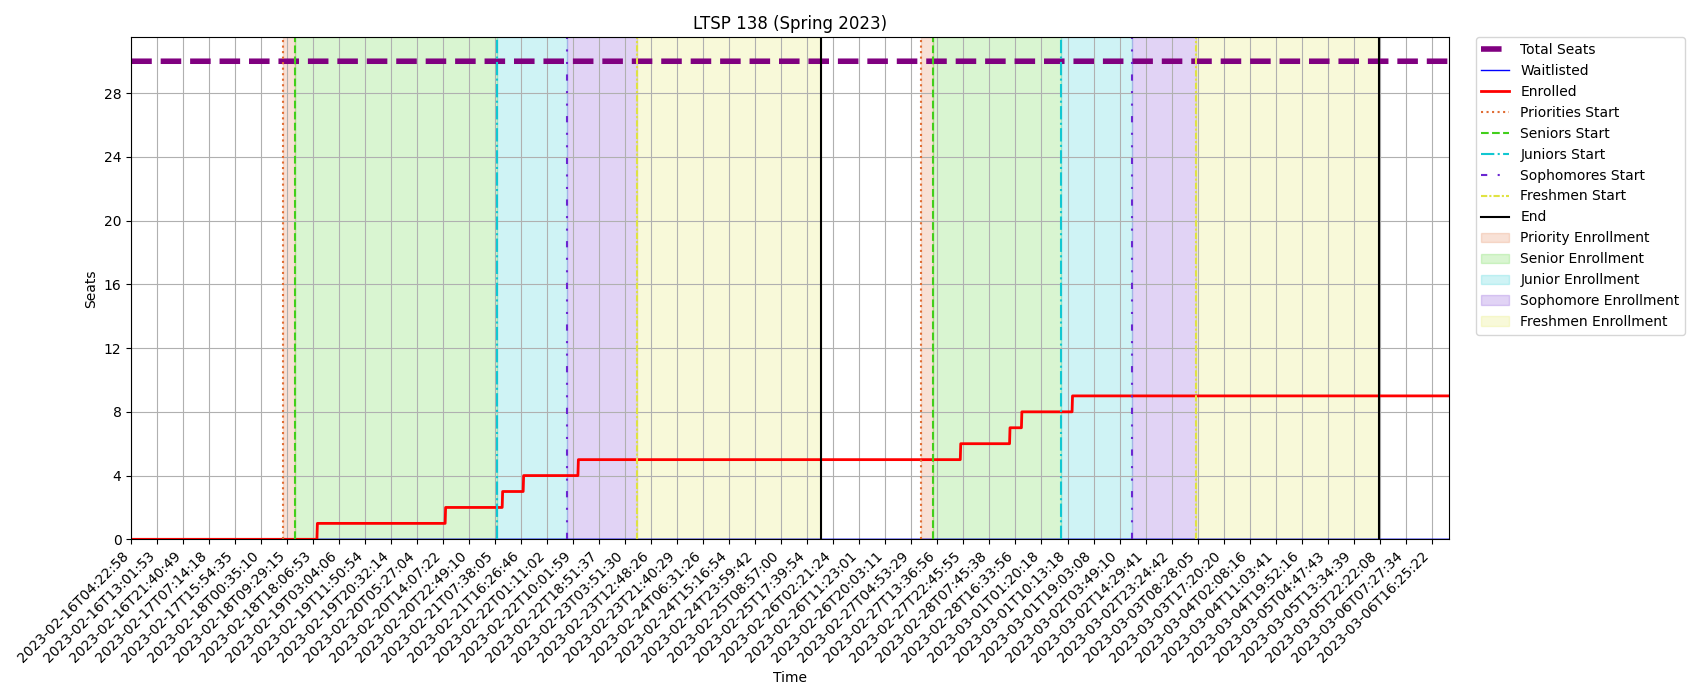 LTSP 138 (Spring 2023)
Seats
28
24
20
16
12
8
4
0
2023-02-16T04:22:58
2023-02-16T13:01:53
2023-02-16T21:40:49
2023-02-17T07:14:18
2023-02-17T15:54:35
2023-02-18T00:35:10
2023-02-18T09:29:15
2023-02-18T18:06:53
2023-02-19T03:04:06
2023-02-19T11:50:54
2023-02-19T20:32:14
2023-02-20T05:27:04
2023-02-20T14:07:22
2023-02-20T22:49:10
2023-02-21T07:38:05
2023-02-21T16:26:46
2023-02-22T01:11:02
2023-02-22T10:01:59
2023-02-22T18:51:37
2023-02-23T03:51:30
2023-02-23T12:48:26
2023-02-23T21:40:29
2023-02-24T06:31:26
2023-02-24T15:16:54
2023-02-24T23:59:42
2023-02-25T08:57:00
2023-02-25T17:39:54
2023-02-26T02:21:24
2023-02-26T11:23:01
2023-02-26T20:03:11
2023-02-27T04:53:29
2023-02-27T13:36:56
2023-02-27T22:45:55
2023-02-28T07:45:38
2023-02-28T16:33:56
2023-03-01T01:20:18
2023-03-01T10:13:18
2023-03-01T19:03:08
2023-03-02T03:49:10
2023-03-02T14:29:41
2023-03-02T23:24:42
2023-03-03T08:28:05
2023-03-03T17:20:20
2023-03-04T02:08:16
2023-03-04T11:03:41
2023-03-04T19:52:16
2023-03-05T04:47:43
2023-03-05T13:34:39
2023-03-05T22:22:08
2023-03-06T07:27:34
2023-03-06T16:25:22
Time
Total Seats
Waitlisted
Enrolled
Priorities Start
Seniors Start
Juniors Start
Sophomores Start
Freshmen Start
End
Priority Enrollment
Senior Enrollment
Junior Enrollment
Sophomore Enrollment
Freshmen Enrollment